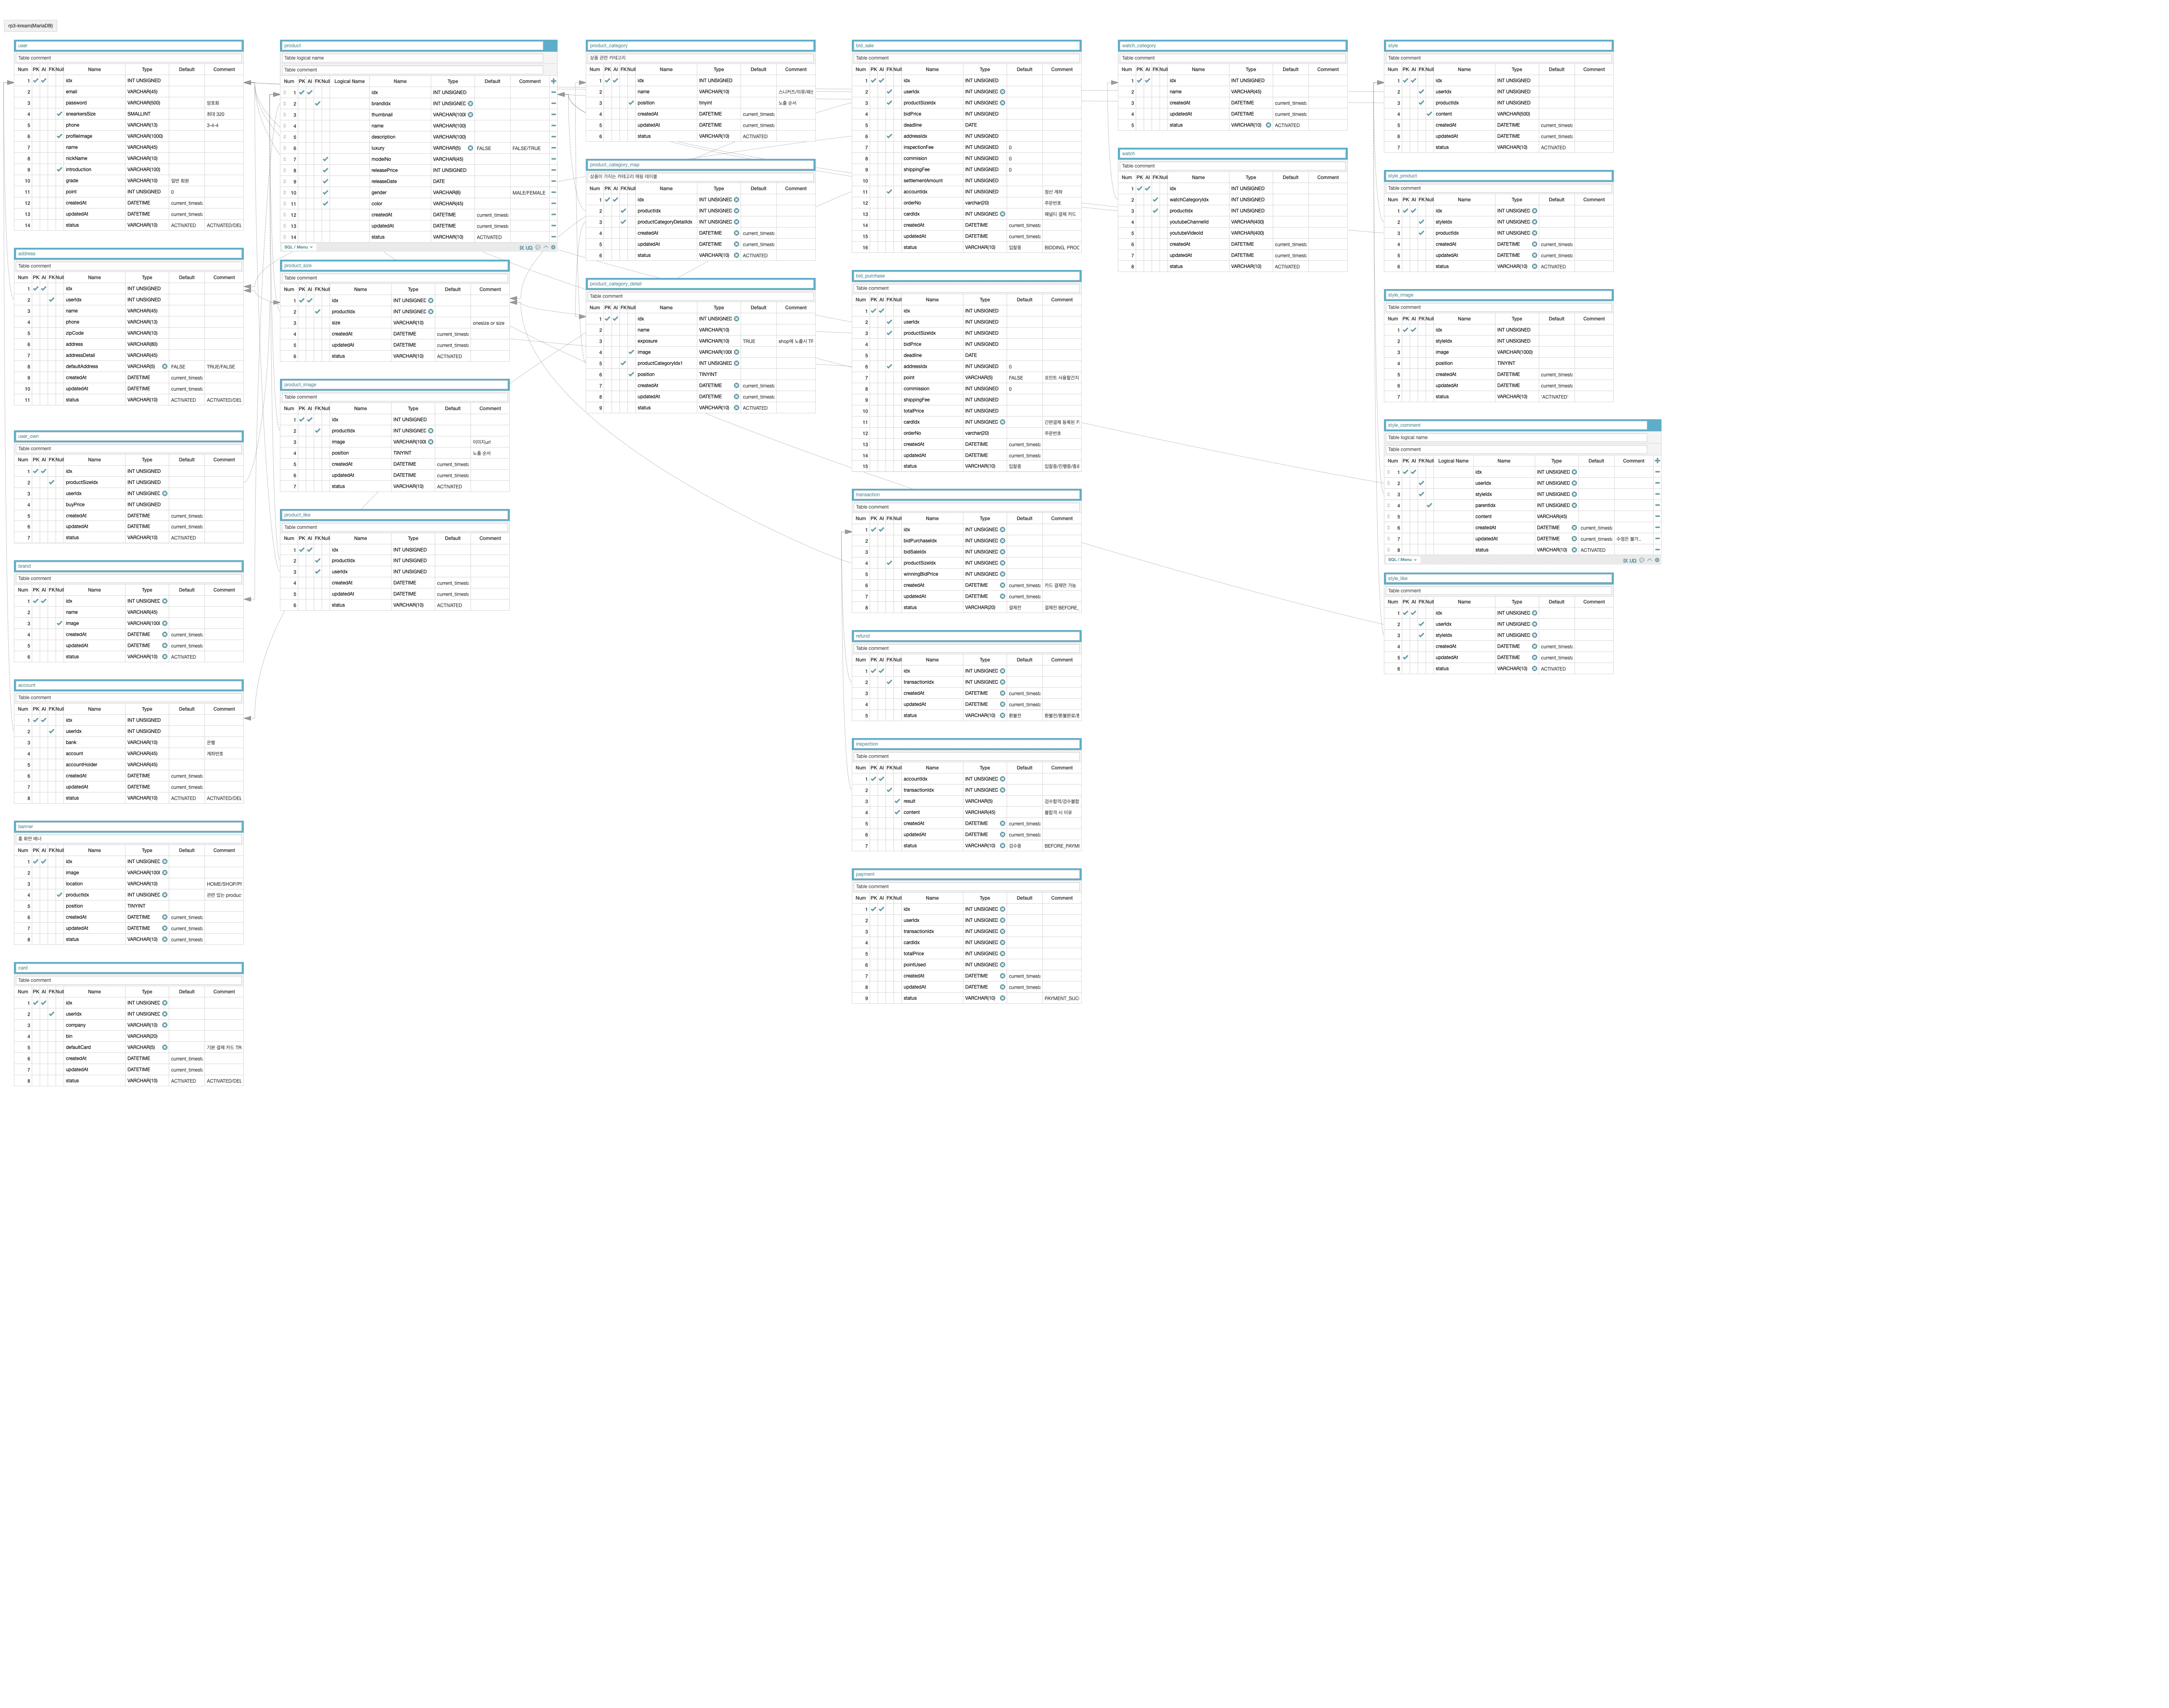 rp3-kream(MariaDB)
user
Table comment
Num PK AI FK Null Name Type Default Comment
1 idx INT UNSIGNED
2 email VARCHAR(45)
3 password VARCHAR(500) 암호화
4 snearkersSize SMALLINT 최대 320
5 phone VARCHAR(13) 3-4-4
6 profileImage VARCHAR(1000)
7 name VARCHAR(45)
8 nickName VARCHAR(10)
9 introduction VARCHAR(100)
10 grade VARCHAR(10) 일반 회원
11 point INT UNSIGNED 0
12 createdAt DATETIME current_timest
13 updatedAt DATETIME current_timest
14 status VARCHAR(10) ACTIVATED ACTIVATED/DEL
address
Table comment
Num PK AI FK Null Name Type Default Comment
1 idx INT UNSIGNED
2 userIdx INT UNSIGNED
3 name VARCHAR(45)
4 phone VARCHAR(13)
5 zipCode VARCHAR(10)
6 address VARCHAR(80)
7 addressDetail VARCHAR(45)
8 defaultAddress VARCHAR(5) FALSE TRUE/FALSE
9 createdAt DATETIME current_timest
10 updatedAt DATETIME current_timest
11 status VARCHAR(10) ACTIVATED ACTIVATED/DEL
user_own
Table comment
Num PK AI FK Null Name Type Default Comment
1 idx INT UNSIGNED
2 productSizeIdx INT UNSIGNED
3 userIdx INT UNSIGNED
4 buyPrice INT UNSIGNED
5 createdAt DATETIME current_timest
6 updatedAt DATETIME current_timest
7 status VARCHAR(10) ACTIVATED
brand
Table comment
Num PK AI FK Null Name Type Default Comment
1 idx INT UNSIGNED
2 name VARCHAR(45)
3 image VARCHAR(100
4 createdAt DATETIME current_timest
5 updatedAt DATETIME current_timest
6 status VARCHAR(10) ACTIVATED
account
Table comment
Num PK AI FK Null Name Type Default Comment
1 idx INT UNSIGNED
2 userIdx INT UNSIGNED
3 bank VARCHAR(10) 은행
4 account VARCHAR(45) 계좌번호
5 accountHolder VARCHAR(45)
6 createdAt DATETIME current_timest
7 updatedAt DATETIME current_timest
8 status VARCHAR(10) ACTIVATED ACTIVATED/DEL
banner
홈 화면 배너
Num PK AI FK Null Name Type Default Comment
1 idx INT UNSIGNED
2 image VARCHAR(100
3 location VARCHAR(10) HOME/SHOP/
4 productIdx INT UNSIGNED 관련 있는 produc
5 position TINYINT
6 createdAt DATETIME current_timest
7 updatedAt DATETIME current_timest
8 status VARCHAR(10) current_timest
card
Table comment
Num PK AI FK Null Name Type Default Comment
1 idx INT UNSIGNED
2 userIdx INT UNSIGNED
3 company VARCHAR(10)
4 bin VARCHAR(20)
5 defaultCard VARCHAR(5) 기본 결제 카드
6 createdAt DATETIME current_timest
7 updatedAt DATETIME current_timest
8 status VARCHAR(10) ACTIVATED ACTIVATED/DEL
product
Table logical name
Table comment
Num PK AI FK Null Logical Name Name Type Default Comment
1 idx INT UNSIGNED
2 brandIdx INT UNSIGNED
3 thumbnail VARCHAR(100
4 name VARCHAR(100)
5 description VARCHAR(100)
6 luxury VARCHAR(5) FALSE FALSE/TRUE
7 modelNo VARCHAR(45)
8 releasePrice INT UNSIGNED
9 releaseDate DATE
10 gender VARCHAR(6) MALE/FEMALE
11 color VARCHAR(45)
12 createdAt DATETIME current_timest
13 updatedAt DATETIME current_timest
14 status VARCHAR(10) ACTIVATED
SQL / Menu IX UQ
product_size
Table comment
Num PK AI FK Null Name Type Default Comment
1 idx INT UNSIGNED
2 productIdx INT UNSIGNED
3 size VARCHAR(10) onesize or size
4 createdAt DATETIME current_timest
5 updatedAt DATETIME current_timest
6 status VARCHAR(10) ACTIVATED
product_image
Table comment
Num PK AI FK Null Name Type Default Comment
1 idx INT UNSIGNED
2 productIdx INT UNSIGNED
3 image VARCHAR(100 이미지url
4 position TINYINT 노출 순서
5 createdAt DATETIME current_timest
6 updatedAt DATETIME current_timest
7 status VARCHAR(10) ACTIVATED
product_like
Table comment
Num PK AI FK Null Name Type Default Comment
1 idx INT UNSIGNED
2 productIdx INT UNSIGNED
3 userIdx INT UNSIGNED
4 createdAt DATETIME current_timest
5 updatedAt DATETIME current_timest
6 status VARCHAR(10) ACTIVATED
product_category
상품 관련 카테고리
Num PK AI FK Null Name Type Default Comment
1 idx INT UNSIGNED
2 name VARCHAR(10) 스니커즈/의류/
3 position tinyint 노출 순서
4 createdAt DATETIME current_timest
5 updatedAt DATETIME current_timest
6 status VARCHAR(10) ACTIVATED
product_category_map
상품이 가지는 카테고리 매핑 테이블
Num PK AI FK Null Name Type Default Comment
1 idx INT UNSIGNED
2 productIdx INT UNSIGNED
3 productCategoryDetailIdx INT UNSIGNED
4 createdAt DATETIME current_timest
5 updatedAt DATETIME current_timest
6 status VARCHAR(10) ACTIVATED
product_category_detail
Table comment
Num PK AI FK Null Name Type Default Comment
1 idx INT UNSIGNED
2 name VARCHAR(10)
3 exposure VARCHAR(10) TRUE shop에 노출시
4 image VARCHAR(100
5 productCategoryIdx1 INT UNSIGNED
6 position TINYINT
7 createdAt DATETIME current_timest
8 updatedAt DATETIME current_timest
9 status VARCHAR(10) ACTIVATED
bid_sale
Table comment
Num PK AI FK Null Name Type Default Comment
1 idx INT UNSIGNED
2 userIdx INT UNSIGNED
3 productSizeIdx INT UNSIGNED
4 bidPrice INT UNSIGNED
5 deadline DATE
6 addressIdx INT UNSIGNED
7 inspectionFee INT UNSIGNED 0
8 commision INT UNSIGNED 0
9 shippingFee INT UNSIGNED 0
10 settlementAmount INT UNSIGNED
11 accountIdx INT UNSIGNED 정산 계좌
12 orderNo varchar(20) 주문번호
13 cardIdx INT UNSIGNED 패널티 결제 카드
14 createdAt DATETIME current_timest
15 updatedAt DATETIME current_timest
16 status VARCHAR(10) 입찰중 BIDDING, PROC
bid_purchase
Table comment
Num PK AI FK Null Name Type Default Comment
1 idx INT UNSIGNED
2 userIdx INT UNSIGNED
3 productSizeIdx INT UNSIGNED
4 bidPrice INT UNSIGNED
5 deadline DATE
6 addressIdx INT UNSIGNED 0
7 point VARCHAR(5) FALSE 포인트 사용할건지
8 commission INT UNSIGNED 0
9 shippingFee INT UNSIGNED
10 totalPrice INT UNSIGNED
11 cardIdx INT UNSIGNED 간편결제 등록된
12 orderNo varchar(20) 주문번호
13 createdAt DATETIME current_timest
14 updatedAt DATETIME current_timest
15 status VARCHAR(10) 입찰중 입찰중/진행중/종료
transaction
Table comment
Num PK AI FK Null Name Type Default Comment
1 idx INT UNSIGNED
2 bidPurchaseIdx INT UNSIGNED
3 bidSaleIdx INT UNSIGNED
4 productSizeIdx INT UNSIGNED
5 winningBidPrice INT UNSIGNED
6 createdAt DATETIME current_timest 카드 결제만 가능
7 updatedAt DATETIME current_timest
8 status VARCHAR(20) 결제전 결제전 BEFORE_
refund
Table comment
Num PK AI FK Null Name Type Default Comment
1 idx INT UNSIGNED
2 transactionIdx INT UNSIGNED
3 createdAt DATETIME current_timest
4 updatedAt DATETIME current_timest
5 status VARCHAR(10) 환불전 환불전/환불완료/
inspection
Table comment
Num PK AI FK Null Name Type Default Comment
1 accountIdx INT UNSIGNED
2 transactionIdx INT UNSIGNED
3 result VARCHAR(5) 검수합격/검수불합
4 content VARCHAR(45) 불합격 시 이유
5 createdAt DATETIME current_timest
6 updatedAt DATETIME current_timest
7 status VARCHAR(10) 검수중 BEFORE_PAYM
payment
Table comment
Num PK AI FK Null Name Type Default Comment
1 idx INT UNSIGNED
2 userIdx INT UNSIGNED
3 transactionIdx INT UNSIGNED
4 cardIdx INT UNSIGNED
5 totalPrice INT UNSIGNED
6 pointUsed INT UNSIGNED
7 createdAt DATETIME current_timest
8 updatedAt DATETIME current_timest
9 status VARCHAR(10) PAYMENT_SUC
watch_category
Table comment
Num PK AI FK Null Name Type Default Comment
1 idx INT UNSIGNED
2 name VARCHAR(45)
3 createdAt DATETIME current_timest
4 updatedAt DATETIME current_timest
5 status VARCHAR(10) ACTIVATED
watch
Table comment
Num PK AI FK Null Name Type Default Comment
1 idx INT UNSIGNED
2 watchCategoryIdx INT UNSIGNED
3 productIdx INT UNSIGNED
4 youtubeChannelId VARCHAR(400)
5 youtubeVideoId VARCHAR(400)
6 createdAt DATETIME current_timest
7 updatedAt DATETIME current_timest
8 status VARCHAR(10) ACTIVATED
style
Table comment
Num PK AI FK Null Name Type Default Comment
1 idx INT UNSIGNED
2 userIdx INT UNSIGNED
3 productIdx INT UNSIGNED
4 content VARCHAR(500)
5 createdAt DATETIME current_timest
6 updatedAt DATETIME current_timest
7 status VARCHAR(10) ACTIVATED
style_product
Table comment
Num PK AI FK Null Name Type Default Comment
1 idx INT UNSIGNED
2 styleIdx INT UNSIGNED
3 productIdx INT UNSIGNED
4 createdAt DATETIME current_timest
5 updatedAt DATETIME current_timest
6 status VARCHAR(10) ACTIVATED
style_image
Table comment
Num PK AI FK Null Name Type Default Comment
1 idx INT UNSIGNED
2 styleIdx INT UNSIGNED
3 image VARCHAR(1000)
4 position TINYINT
5 createdAt DATETIME current_timest
6 updatedAt DATETIME current_timest
7 status VARCHAR(10) 'ACTIVATED'
style_comment
Table logical name
Table comment
Num PK AI FK Null Logical Name Name Type Default Comment
1 idx INT UNSIGNED
2 userIdx INT UNSIGNED
3 styleIdx INT UNSIGNED
4 parentIdx INT UNSIGNED
5 content VARCHAR(45)
6 createdAt DATETIME current_timest
7 updatedAt DATETIME current_timest 수정은 불가..
8 status VARCHAR(10) ACTIVATED
SQL / Menu IX UQ
style_like
Table comment
Num PK AI FK Null Name Type Default Comment
1 idx INT UNSIGNED
2 userIdx INT UNSIGNED
3 styleIdx INT UNSIGNED
4 createdAt DATETIME current_timest
5 updatedAt DATETIME current_timest
6 status VARCHAR(10) ACTIVATED